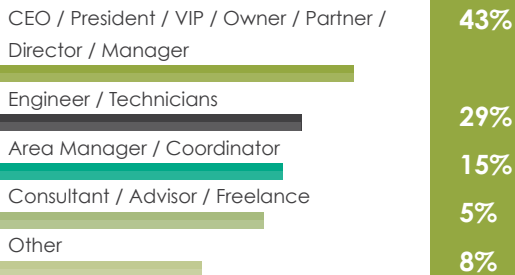 CEO / President / VIP / Owner / Partner / 43%
Director / Manager
Engineer / Technicians 29%
Area Manager / Coordinator 15%
Consultant / Advisor / Freelance 5%
Other 8%